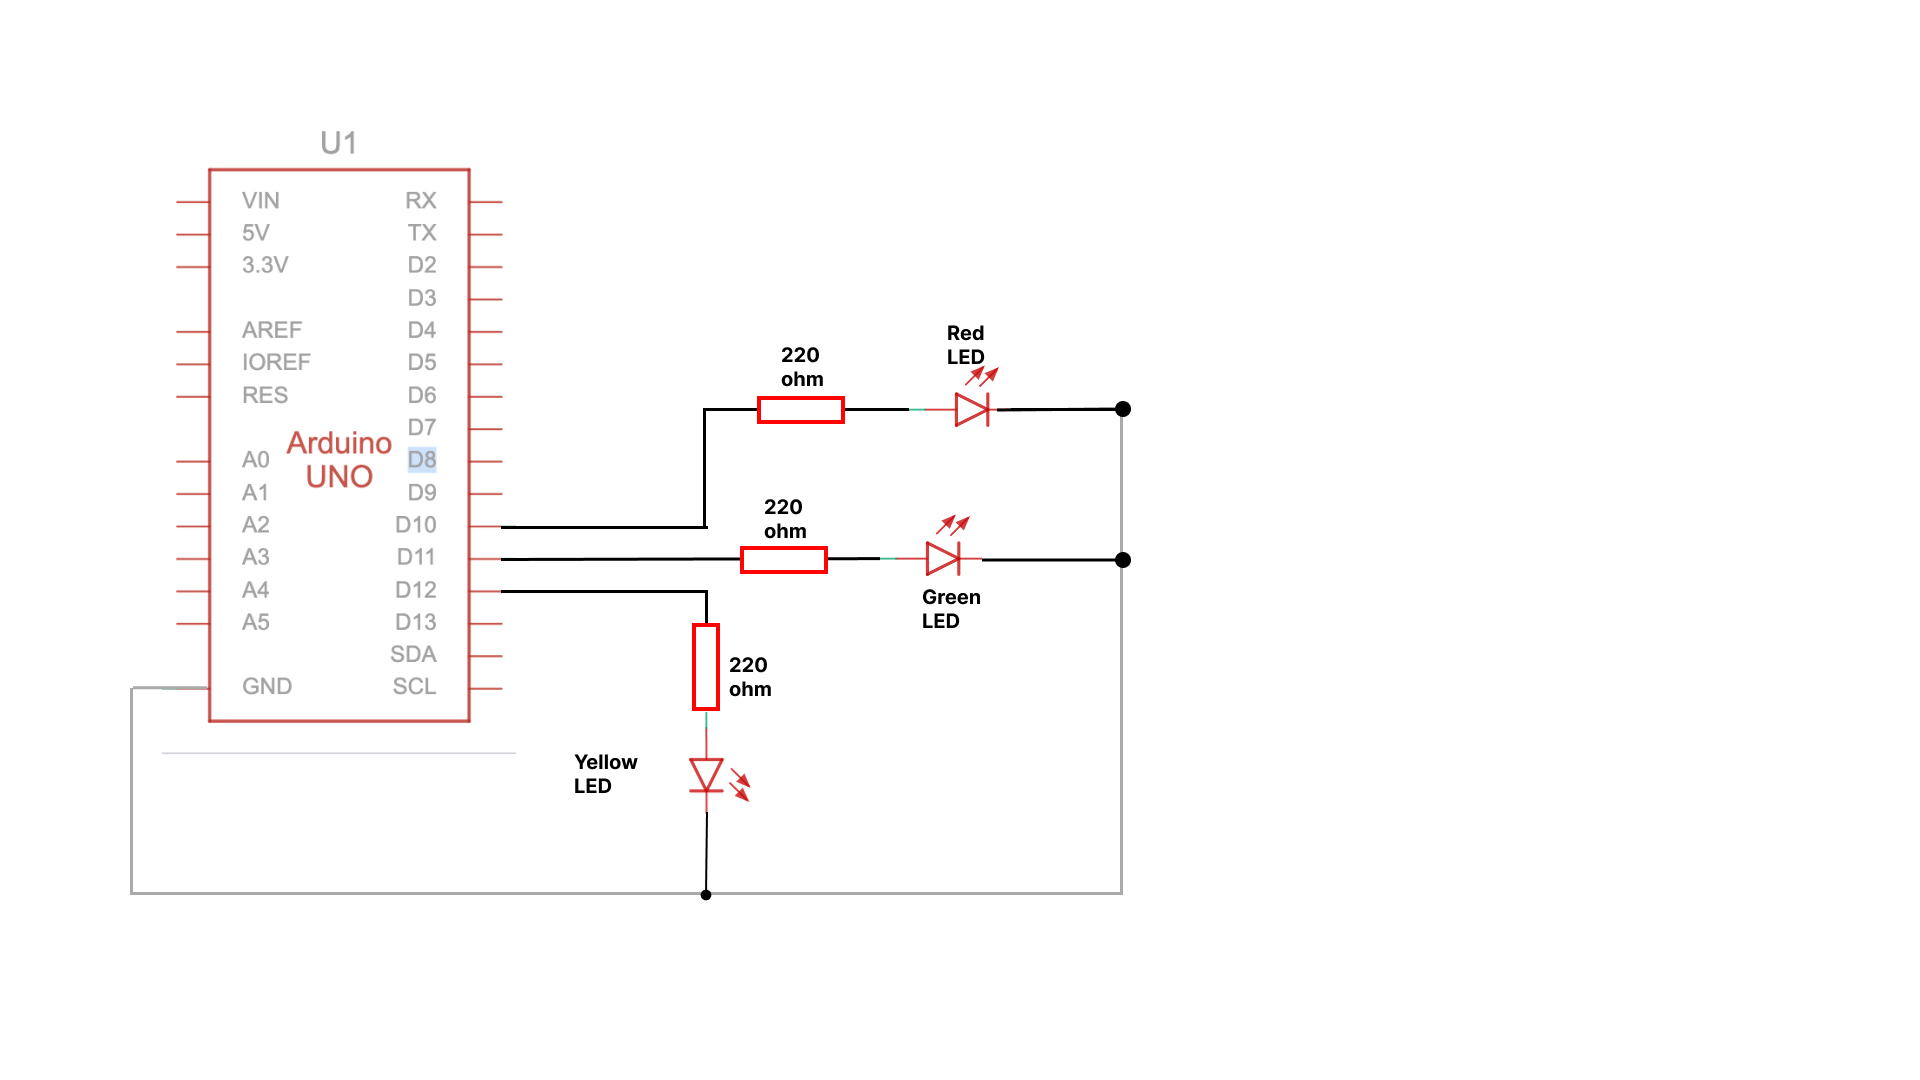 U1
VIN
5V
3.3V
AREF
IOREF
RES
A0
A1
A2
A3
A4
A5
GND
Arduino
UNO
RX
TX
D2
D3
D4
D5
D6
D7
D8
D9
D10
D11
D12
D13
SDA
SCL
220
ohm
Red
LED
220
ohm
Green
LED
220
ohm
Yellow
LED